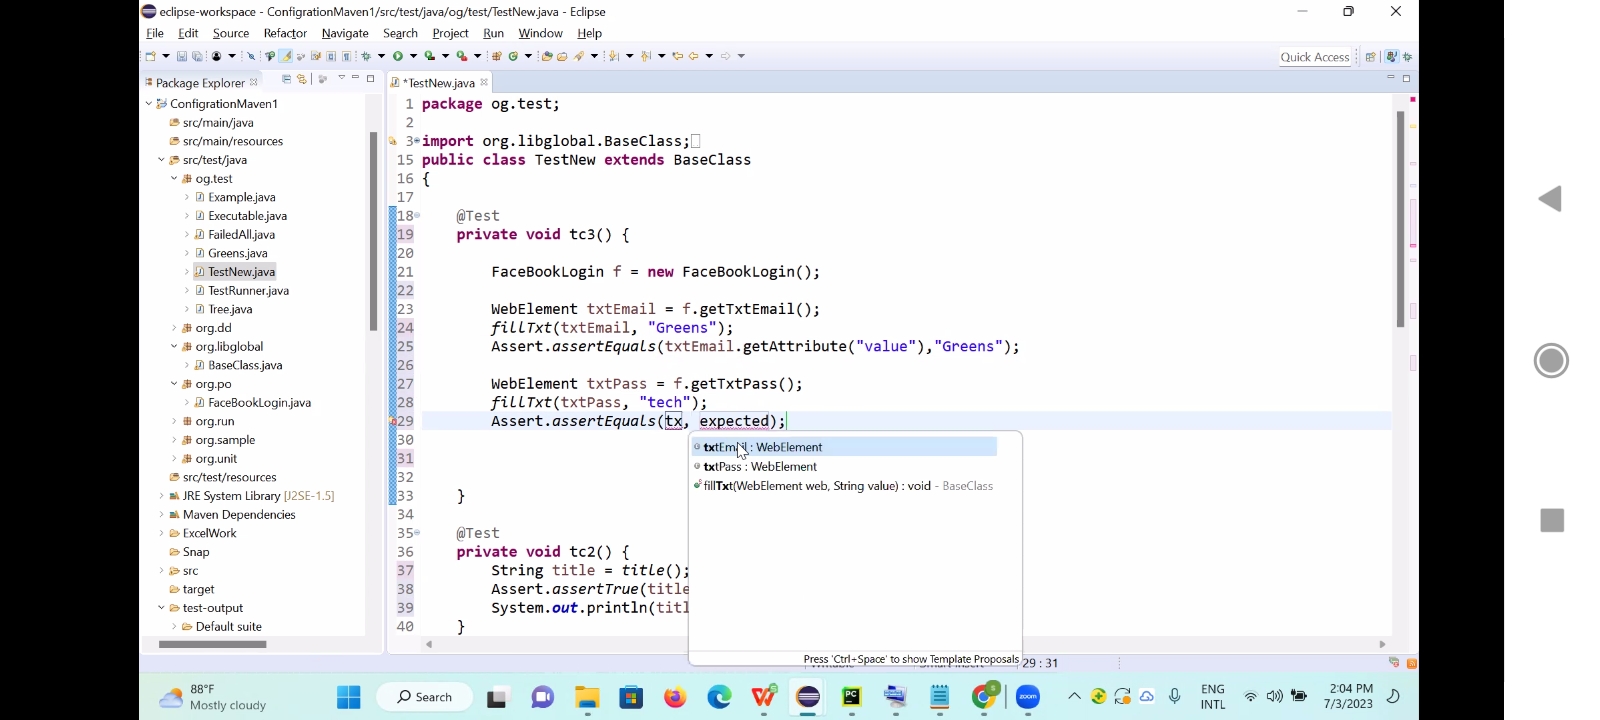 eclipse-workspace - ConfigrationMaven1/src/test/java/og/test/TestNew.java - Eclipse
File Edit Source Refactor Navigate Search Project Run Window Help
Quick Access
Package Explorer
*TestNew.java
ConfigrationMaven1
src/main/java
src/main/resources
src/test/java
og.test
Example.java
Executable.java
FailedAll.java
Greens.java
TestNew.java
TestRunner.java
Tree.java
org.dd
org.libglobal
BaseClass.java
org.po
FaceBookLogin.java
org.run
org.sample
org.unit
src/test/resources
JRE System Library [J2SE-1.5]
Maven Dependencies
ExcelWork
Snap
src
target
test-output
Default suite
1 package og.test;
2
3 import org.libglobal.BaseClass;
15 public class TestNew extends BaseClass
16 {
17
18 @Test
19 private void tc3() {
20
21 FaceBookLogin f = new FaceBookLogin();
22
23 WebElement txtEmail = f.getTxtEmail();
24 fillTxt(txtEmail, "Greens");
25 Assert.assertEquals(txtEmail.getAttribute("value"),"Greens");
26
27 WebElement txtPass = f.getTxtPass();
28 fillTxt(txtPass, "tech");
29 Assert.assertEquals(tx, expected);
30
31
32
33 }
34
35 @Test
36 private void tc2() {
37 String title = title();
38 Assert.assertTrue(title
39 System.out.println(titl
40 }
txtEmail : WebElement
txtPass : WebElement
fillTxt(WebElement web, String value) : void - BaseClass
Press 'Ctrl+Space' to show Template Proposals
29 : 31
88°F
Mostly cloudy
Search
zoom
ENG
INTL
2:04 PM
7/3/2023